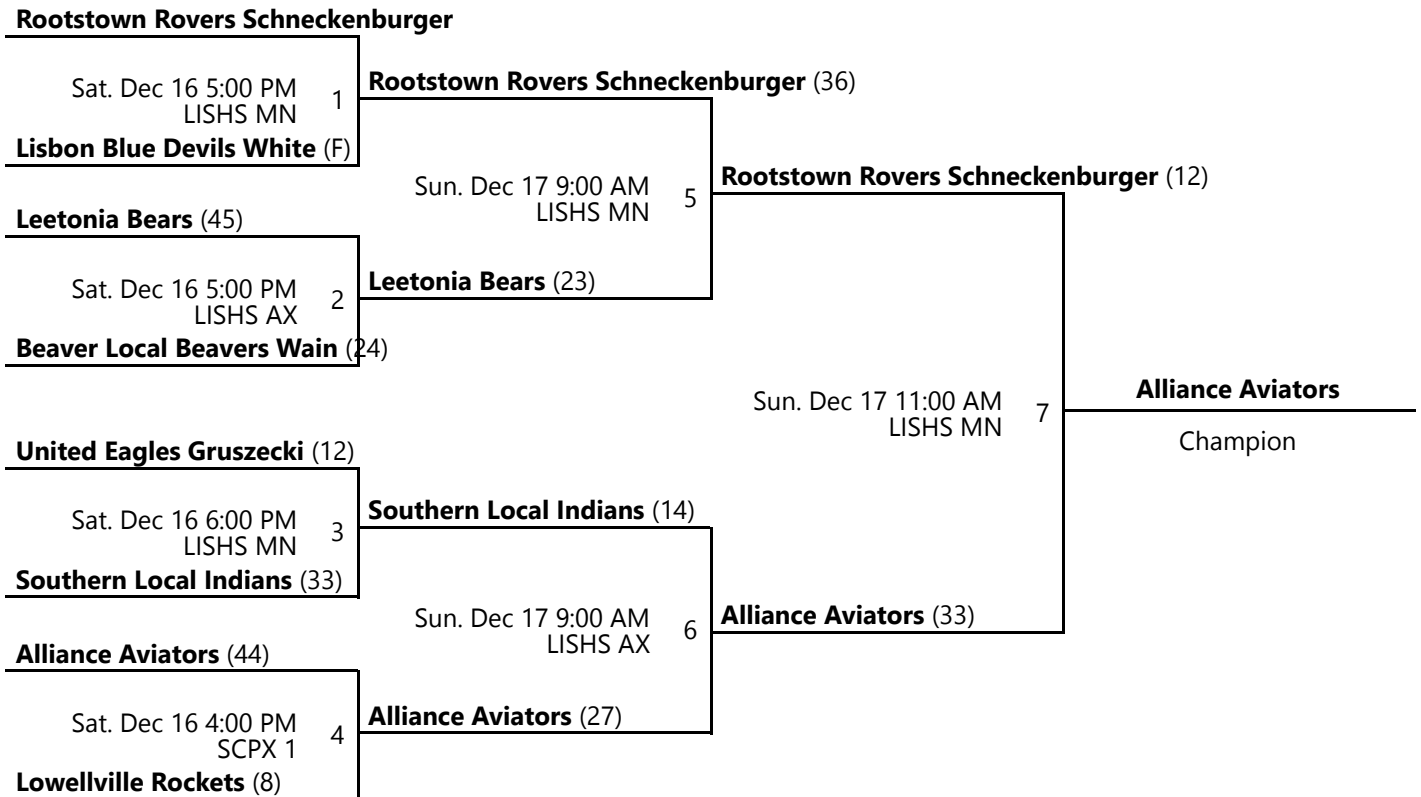 Rootstown Rovers Schneckenburger
Sat. Dec 16 5:00 PM
LISHS MN
1
Lisbon Blue Devils White (F)
Leetonia Bears (45)
Sat. Dec 16 5:00 PM
LISHS AX
2
Beaver Local Beavers Wain (24)
United Eagles Gruszecki (12)
Sat. Dec 16 6:00 PM
LISHS MN
3
Southern Local Indians (33)
Alliance Aviators (44)
Sat. Dec 16 4:00 PM
SCPX 1
4
Lowellville Rockets (8)
Rootstown Rovers Schneckenburger (36)
Sun. Dec 17 9:00 AM
LISHS MN
5
Leetonia Bears (23)
Southern Local Indians (14)
Sun. Dec 17 9:00 AM
LISHS AX
6
Alliance Aviators (27)
Rootstown Rovers Schneckenburger (12)
Sun. Dec 17 11:00 AM
LISHS MN
7
Alliance Aviators (33)
Alliance Aviators
Champion